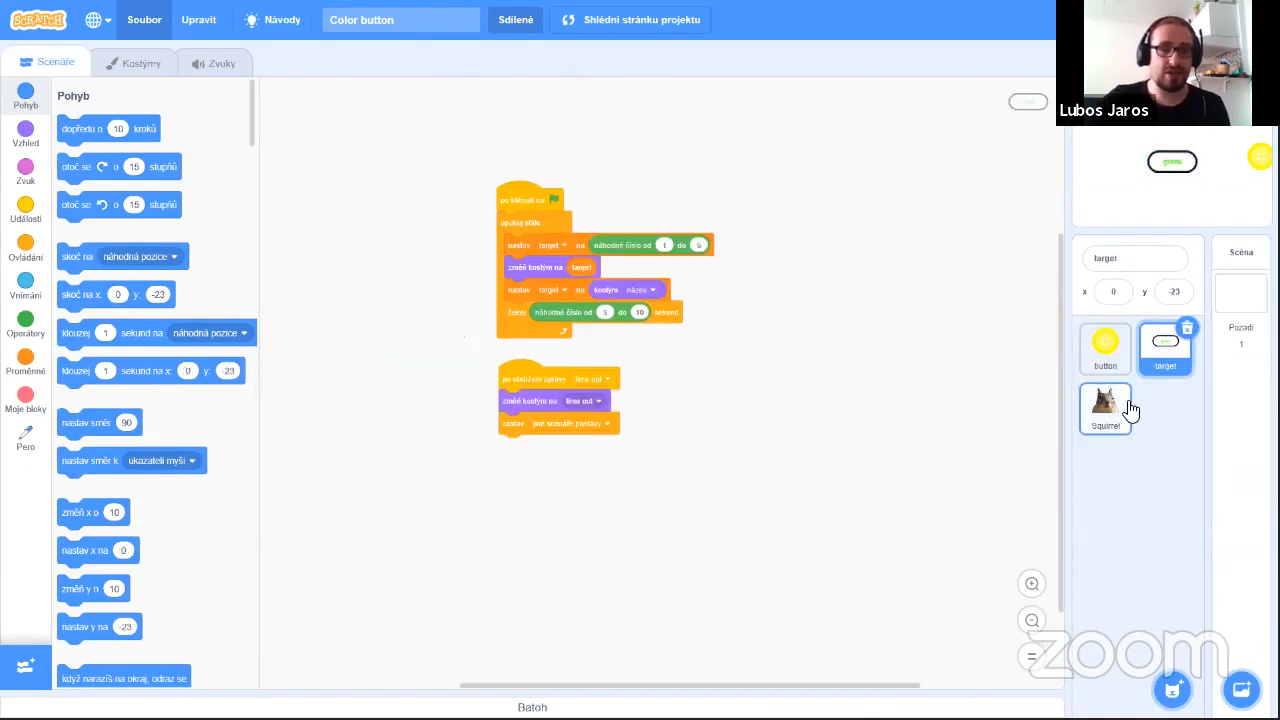 SCRATCH
Soubor
Upravit
Návody
Color button
Sdílené
Shlédni stránku projektu
Lubos Jaros
Scénáře
Kostýmy
Zvuky
Pohyb
Vzhled
Zvuk
Události
Ovládání
Vnímání
Operátory
Proměnné
Moje bloky
Pero
Pohyb
dopředu o 10 kroků
otoč se o 15 stupňů
otoč se o 15 stupňů
skoč na náhodná pozice
skoč na x: 0 y: -23
klouzej 1 sekund na náhodná pozice
klouzej 1 sekund na x: 0 y: -23
nastav směr 90
nastav směr k ukazateli myši
změň x o 10
nastav x na 0
změň y o 10
nastav y na -23
když narazíš na okraj, odraz se
po kliknutí na
opakuj stále
nastav target na náhodné číslo od 1 do 5
změň kostým na target
nastav target na kostým název
čekej náhodné číslo od 5 do 10 sekund
po obdržení zprávy time out
změň kostým na time out
zastav jiné scénáře postavy
green
target
x 0 y -23
button
target
Squirrel
Scéna
Pozadí
1
Batoh
zoom